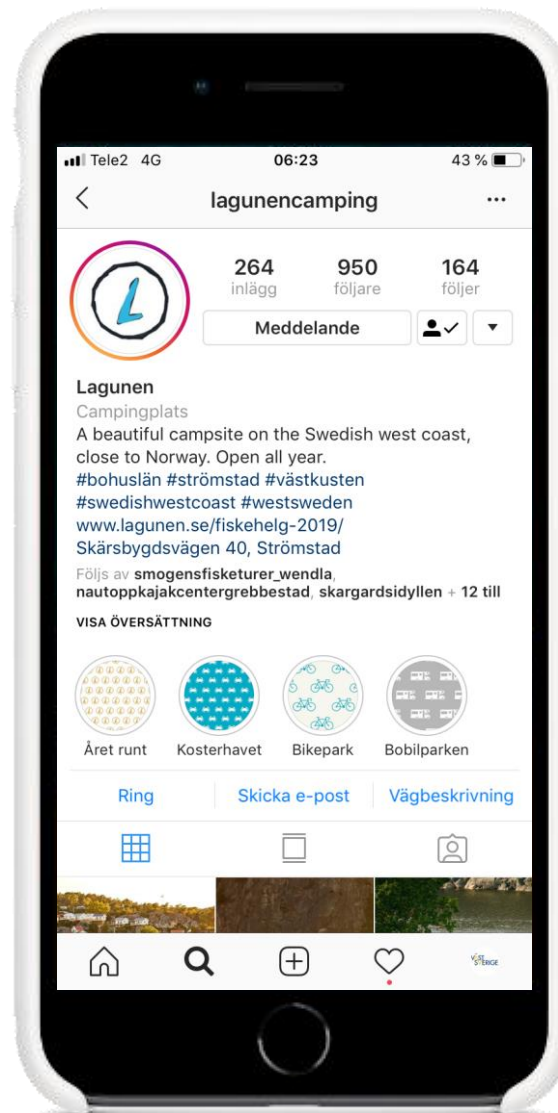 Tele2 4G 06:23 43 %
lagunencamping
264 950 164
inlägg följare följer
Meddelande
Lagunen
Campingplats
A beautiful campsite on the Swedish west coast,
close to Norway. Open all year.
#bohuslän #strömstad #västkusten
#swedishwestcoast #westsweden
www.lagunen.se/fiskehelg-2019/
Skärsbygdsvägen 40, Strömstad
Följs av smogensfisketurer_wendla,
nautoppkajakcentergrebbestad, skargardsidyllen + 12 till
VISA ÖVERSÄTTNING
Året runt Kosterhavet Bikepark Bobilparken
Ring Skicka e-post Vägbeskrivning
VÄST
SVERIGE